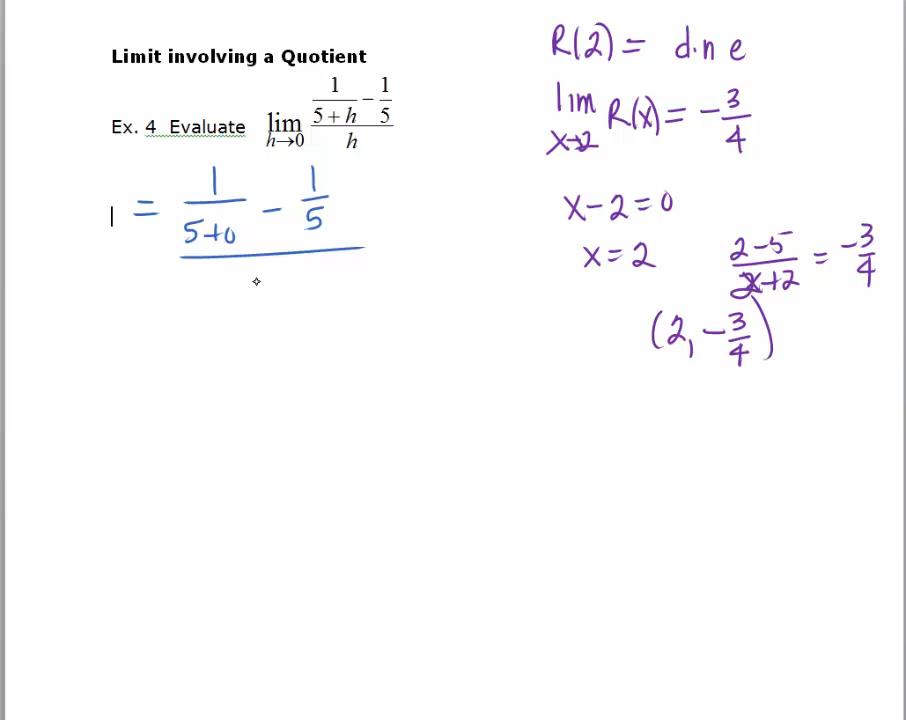 Limit involving a Quotient
Ex. 4 Evaluate lim h→0 (1/(5+h) − 1/5)/h
= 1/(5+0) − 1/5
R(2) = d.n e
lim x→2 R(x) = −3/4
x−2=0
x=2
(2−5)/(2+2) = −3/4
(2, −3/4)